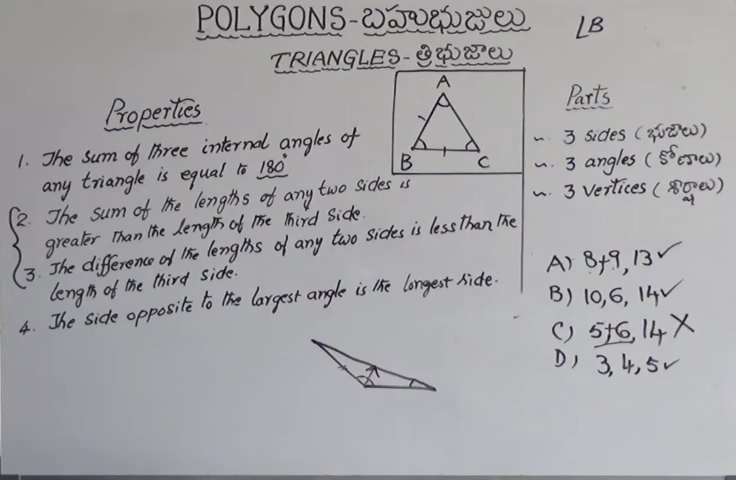 POLYGONS-బహుభుజులు
LB
TRIANGLES-త్రిభుజాలు
A
B
C
Properties
1. The sum of three internal angles of
any triangle is equal to 180°
2. The sum of the lengths of any two sides is
greater than the length of the third side.
3. The difference of the lengths of any two sides is less than the
length of the third side.
4. The side opposite to the largest angle is the longest side.
Parts
3 sides (భుజాలు)
3 angles (కోణాలు)
3 vertices (శీర్షాలు)
A) 8+9, 13 ✓
B) 10, 6, 14 ✓
C) 5+6, 14 X
D) 3, 4, 5 ✓